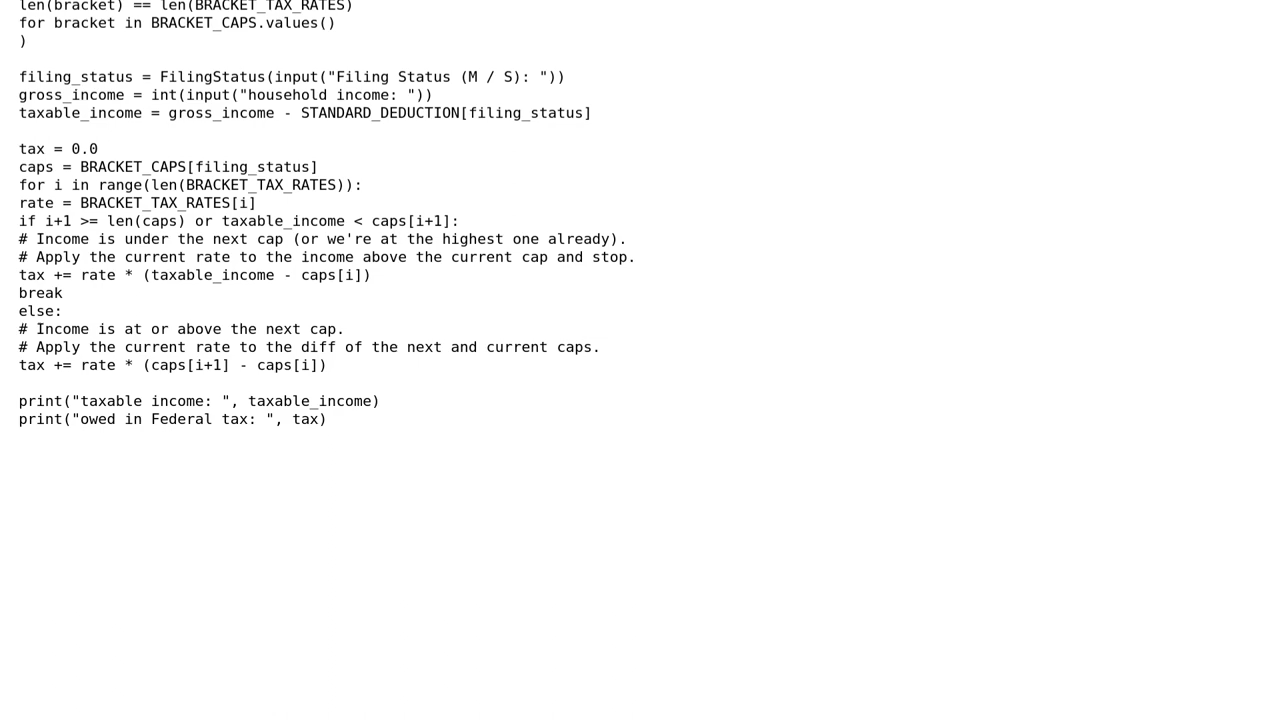 len(bracket) == len(BRACKET_TAX_RATES)
for bracket in BRACKET_CAPS.values()
)

filing_status = FilingStatus(input("Filing Status (M / S): "))
gross_income = int(input("household income: "))
taxable_income = gross_income - STANDARD_DEDUCTION[filing_status]

tax = 0.0
caps = BRACKET_CAPS[filing_status]
for i in range(len(BRACKET_TAX_RATES)):
rate = BRACKET_TAX_RATES[i]
if i+1 >= len(caps) or taxable_income < caps[i+1]:
# Income is under the next cap (or we're at the highest one already).
# Apply the current rate to the income above the current cap and stop.
tax += rate * (taxable_income - caps[i])
break
else:
# Income is at or above the next cap.
# Apply the current rate to the diff of the next and current caps.
tax += rate * (caps[i+1] - caps[i])

print("taxable income: ", taxable_income)
print("owed in Federal tax: ", tax)